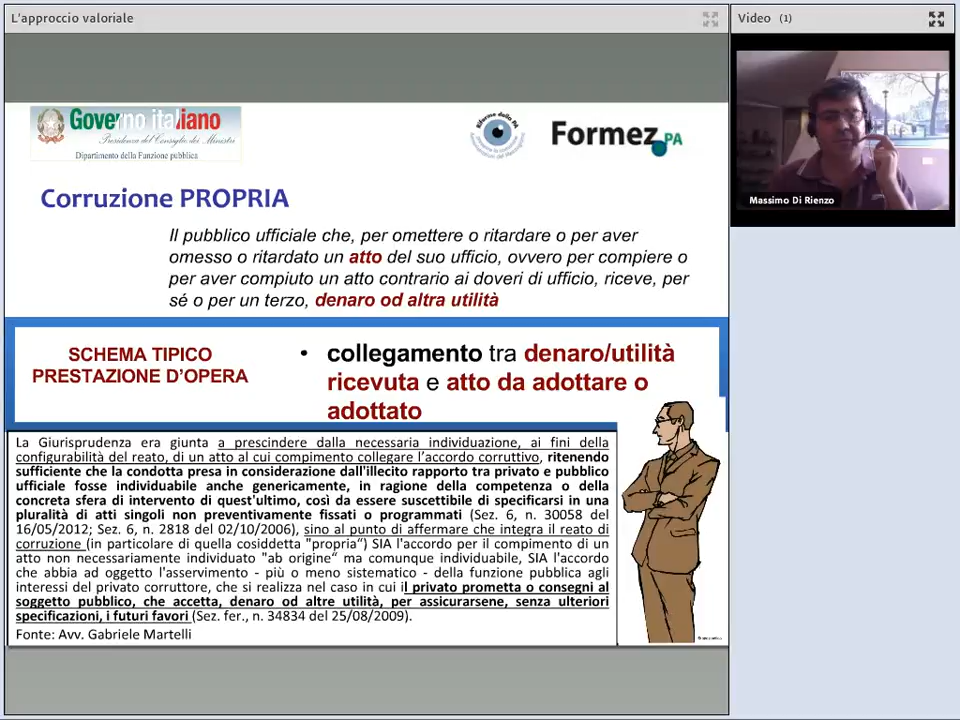 L'approccio valoriale
Video (1)
Governo italiano
Presidenza del Consiglio dei Ministri
Dipartimento della Funzione pubblica
Riforme della PA
Formez PA
Massimo Di Rienzo
Corruzione PROPRIA
Il pubblico ufficiale che, per omettere o ritardare o per aver
omesso o ritardato un atto del suo ufficio, ovvero per compiere o
per aver compiuto un atto contrario ai doveri di ufficio, riceve, per
sé o per un terzo, denaro od altra utilità
SCHEMA TIPICO
PRESTAZIONE D'OPERA
• collegamento tra denaro/utilità
ricevuta e atto da adottare o
adottato
La Giurisprudenza era giunta a prescindere dalla necessaria individuazione, ai fini della
configurabilità del reato, di un atto al cui compimento collegare l'accordo corruttivo, ritenendo
sufficiente che la condotta presa in considerazione dall'illecito rapporto tra privato e pubblico
ufficiale fosse individuabile anche genericamente, in ragione della competenza o della
concreta sfera di intervento di quest'ultimo, così da essere suscettibile di specificarsi in una
pluralità di atti singoli non preventivamente fissati o programmati (Sez. 6, n. 30058 del
16/05/2012; Sez. 6, n. 2818 del 02/10/2006), sino al punto di affermare che integra il reato di
corruzione (in particolare di quella cosiddetta "propria") SIA l'accordo per il compimento di un
atto non necessariamente individuato "ab origine" ma comunque individuabile, SIA l'accordo
che abbia ad oggetto l'asservimento - più o meno sistematico - della funzione pubblica agli
interessi del privato corruttore, che si realizza nel caso in cui il privato prometta o consegni al
soggetto pubblico, che accetta, denaro od altre utilità, per assicurarsene, senza ulteriori
specificazioni, i futuri favori (Sez. fer., n. 34834 del 25/08/2009).
Fonte: Avv. Gabriele Martelli